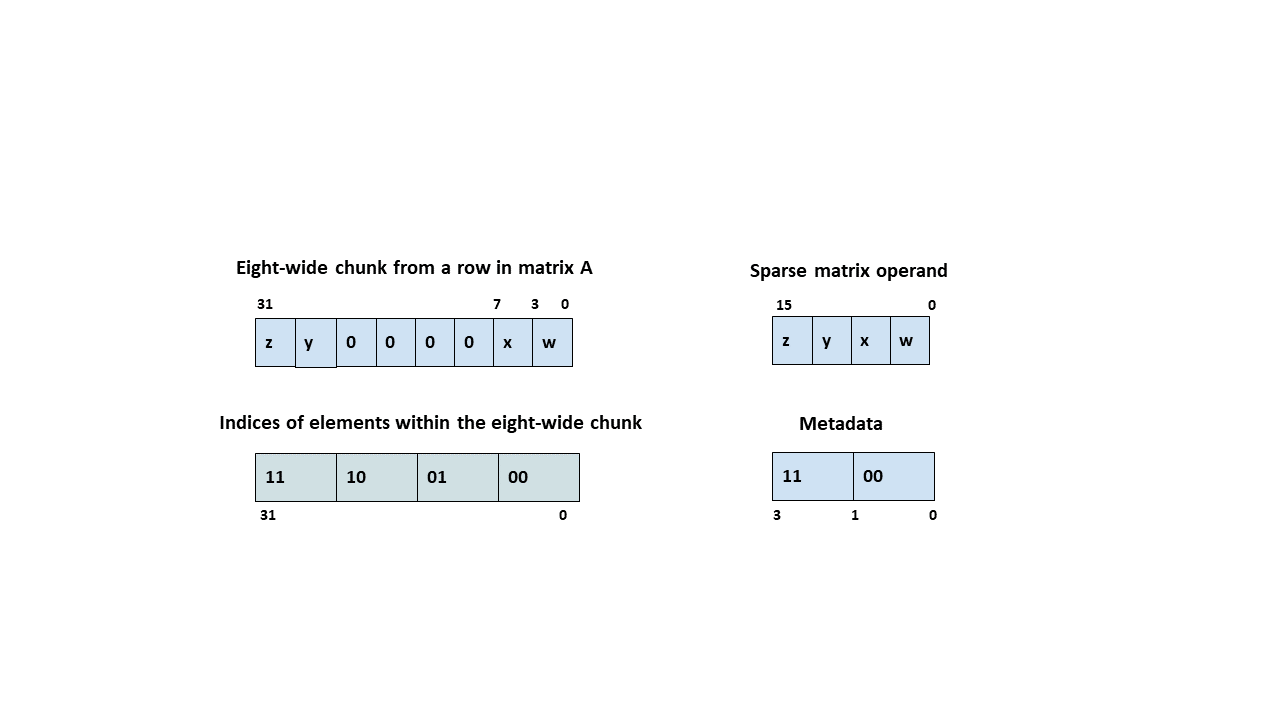 Eight-wide chunk from a row in matrix A
31 7 3 0
z y 0 0 0 0 x w
Indices of elements within the eight-wide chunk
11 10 01 00
31 0
Sparse matrix operand
15 0
z y x w
Metadata
11 00
3 1 0